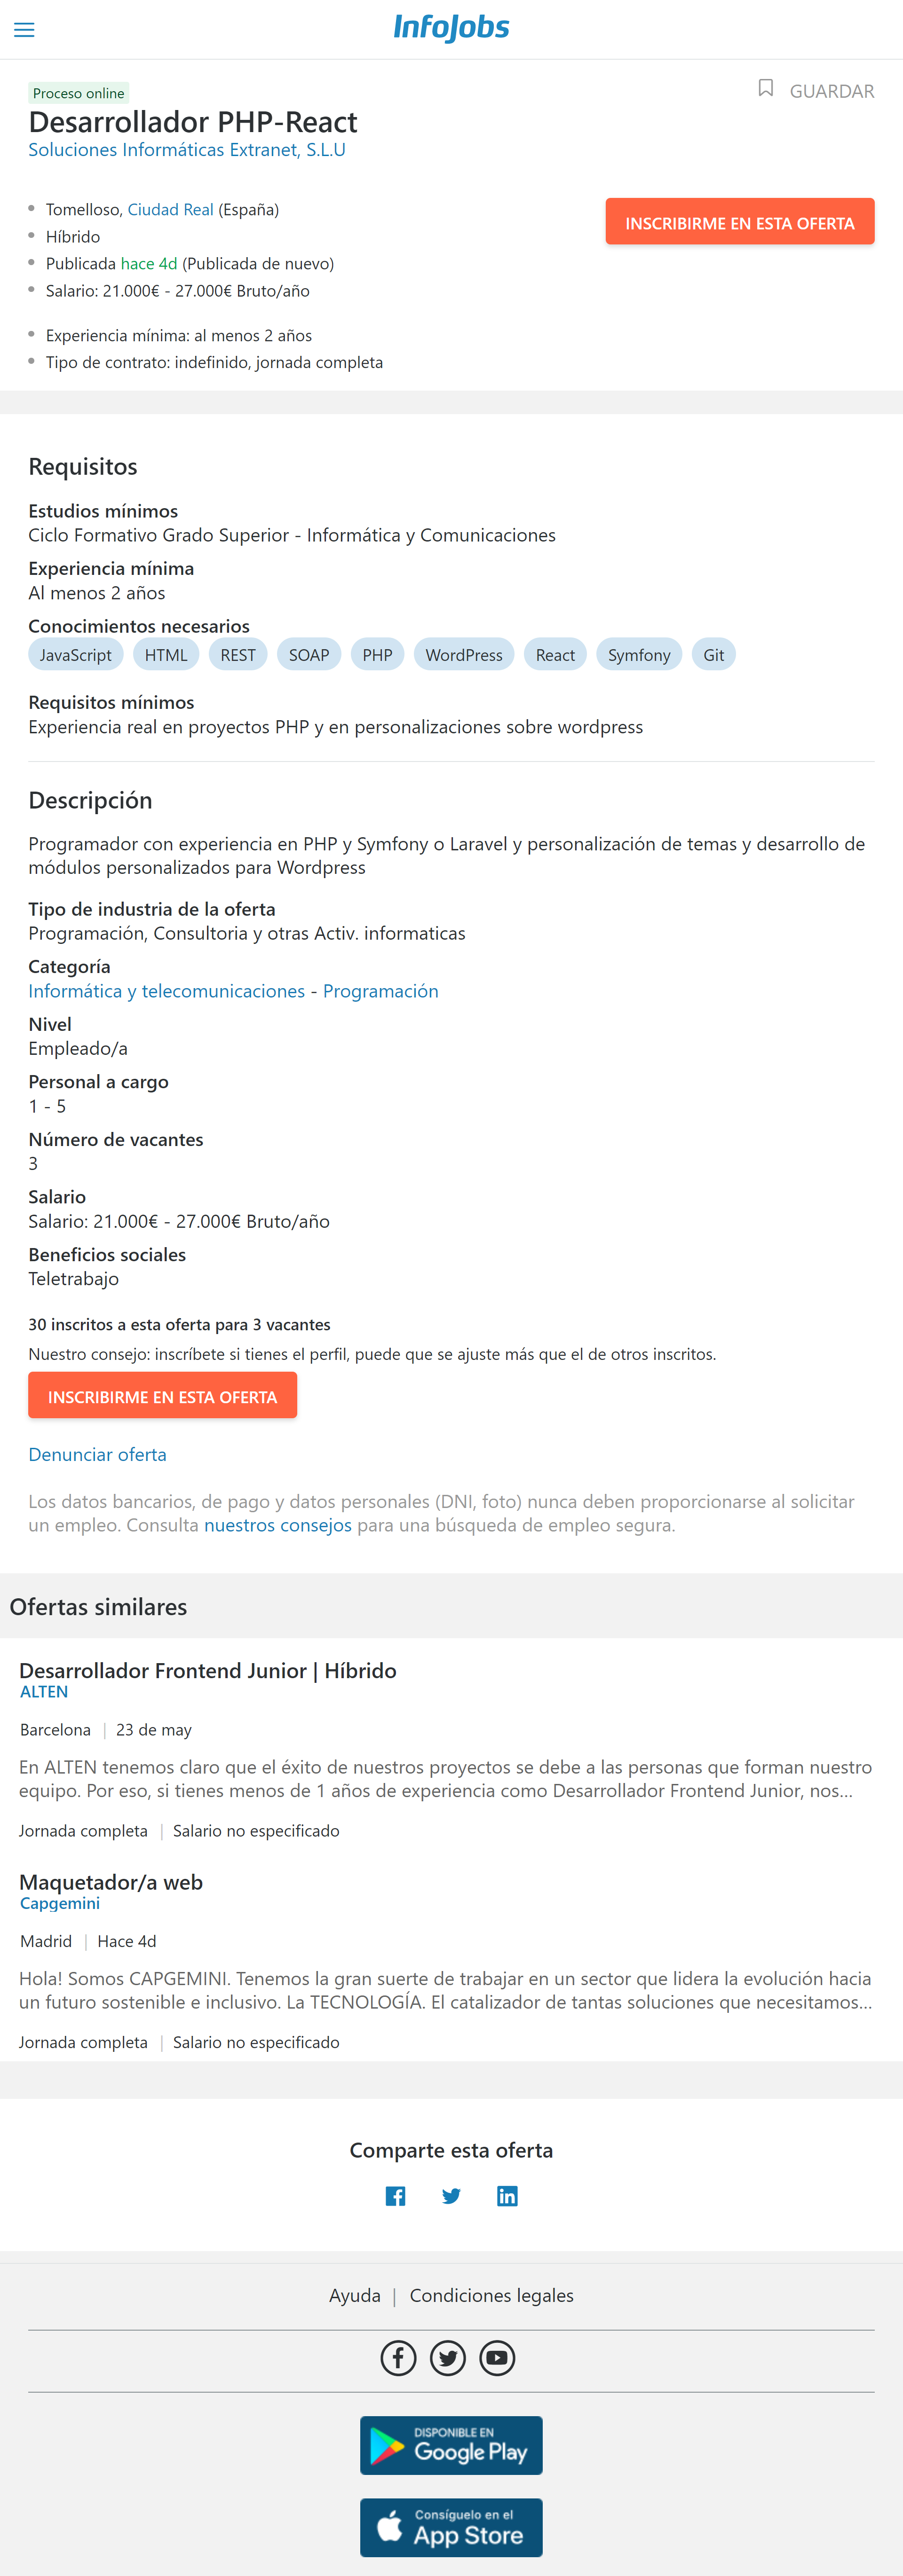 InfoJobs
Proceso online
GUARDAR
Desarrollador PHP-React
Soluciones Informáticas Extranet, S.L.U
Tomelloso, Ciudad Real (España)
INSCRIBIRME EN ESTA OFERTA
Híbrido
Publicada hace 4d (Publicada de nuevo)
Salario: 21.000€ - 27.000€ Bruto/año
Experiencia mínima: al menos 2 años
Tipo de contrato: indefinido, jornada completa
Requisitos
Estudios mínimos
Ciclo Formativo Grado Superior - Informática y Comunicaciones
Experiencia mínima
Al menos 2 años
Conocimientos necesarios
JavaScript HTML REST SOAP PHP WordPress React Symfony Git
Requisitos mínimos
Experiencia real en proyectos PHP y en personalizaciones sobre wordpress
Descripción
Programador con experiencia en PHP y Symfony o Laravel y personalización de temas y desarrollo de
módulos personalizados para Wordpress
Tipo de industria de la oferta
Programación, Consultoria y otras Activ. informaticas
Categoría
Informática y telecomunicaciones - Programación
Nivel
Empleado/a
Personal a cargo
1 - 5
Número de vacantes
3
Salario
Salario: 21.000€ - 27.000€ Bruto/año
Beneficios sociales
Teletrabajo
30 inscritos a esta oferta para 3 vacantes
Nuestro consejo: inscríbete si tienes el perfil, puede que se ajuste más que el de otros inscritos.
INSCRIBIRME EN ESTA OFERTA
Denunciar oferta
Los datos bancarios, de pago y datos personales (DNI, foto) nunca deben proporcionarse al solicitar
un empleo. Consulta nuestros consejos para una búsqueda de empleo segura.
Ofertas similares
Desarrollador Frontend Junior | Híbrido
ALTEN
Barcelona | 23 de may
En ALTEN tenemos claro que el éxito de nuestros proyectos se debe a las personas que forman nuestro
equipo. Por eso, si tienes menos de 1 años de experiencia como Desarrollador Frontend Junior, nos...
Jornada completa | Salario no especificado
Maquetador/a web
Capgemini
Madrid | Hace 4d
Hola! Somos CAPGEMINI. Tenemos la gran suerte de trabajar en un sector que lidera la evolución hacia
un futuro sostenible e inclusivo. La TECNOLOGÍA. El catalizador de tantas soluciones que necesitamos...
Jornada completa | Salario no especificado
Comparte esta oferta
Ayuda | Condiciones legales
DISPONIBLE EN
Google Play
Consíguelo en el
App Store